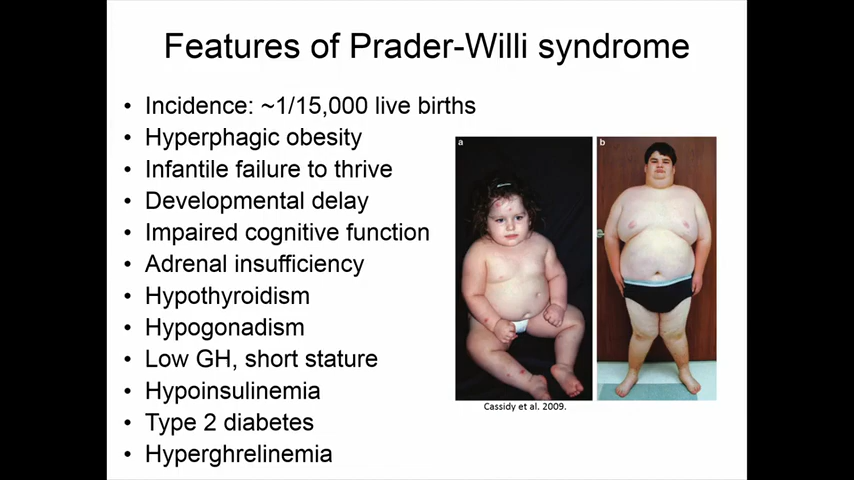 Features of Prader-Willi syndrome
• Incidence: ~1/15,000 live births
• Hyperphagic obesity
• Infantile failure to thrive
• Developmental delay
• Impaired cognitive function
• Adrenal insufficiency
• Hypothyroidism
• Hypogonadism
• Low GH, short stature
• Hypoinsulinemia
• Type 2 diabetes
• Hyperghrelinemia
a
b
Cassidy et al. 2009.